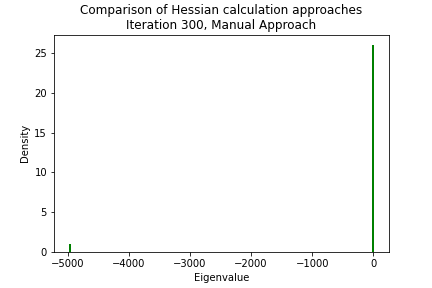 Comparison of Hessian calculation approaches
Iteration 300, Manual Approach
25
20
15
10
5
0
Density
−5000 −4000 −3000 −2000 −1000 0
Eigenvalue